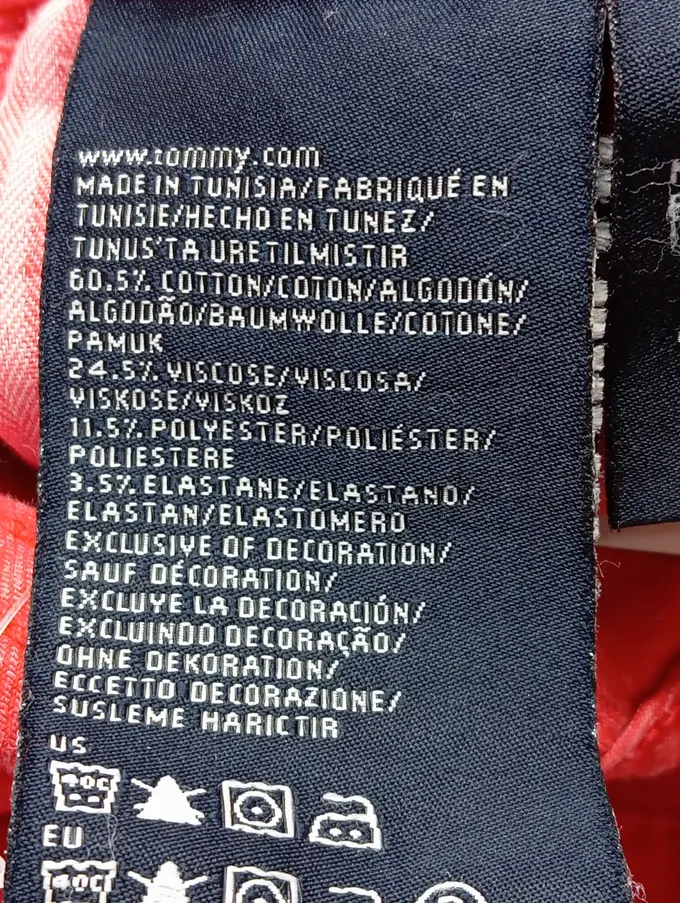 www.tommy.com
MADE IN TUNISIA/FABRIQUÉ EN
TUNISIE/HECHO EN TUNEZ/
TUNUS'TA URETILMISTIR
60.5% COTTON/COTON/ALGODÓN/
ALGODÃO/BAUMWOLLE/COTONE/
PAMUK
24.5% VISCOSE/VISCOSA/
VISKOSE/VISKOZ
11.5% POLYESTER/POLIÉSTER/
POLIESTERE
3.5% ELASTANE/ELASTANO/
ELASTAN/ELASTOMERO
EXCLUSIVE OF DECORATION/
SAUF DÉCORATION/
EXCLUYE LA DECORACIÓN/
EXCLUINDO DECORAÇÃO/
OHNE DEKORATION/
ECCETTO DECORAZIONE/
SUSLEME HARICTIR
US
40C
EU
40C